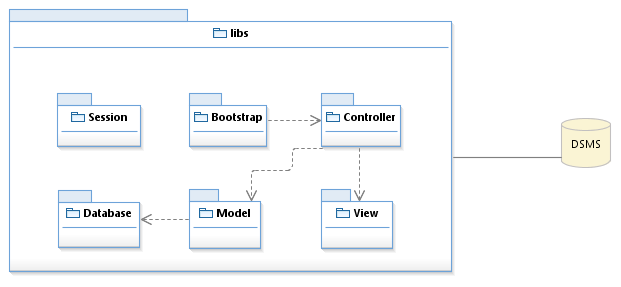 libs
Session
Bootstrap
Controller
DSMS
Database
Model
View